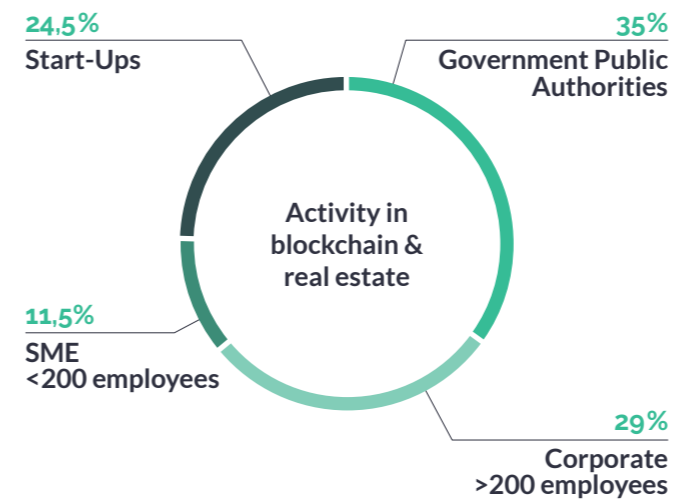 24,5%
Start-Ups
35%
Government Public
Authorities
Activity in
blockchain &
real estate
11,5%
SME
<200 employees
29%
Corporate
>200 employees